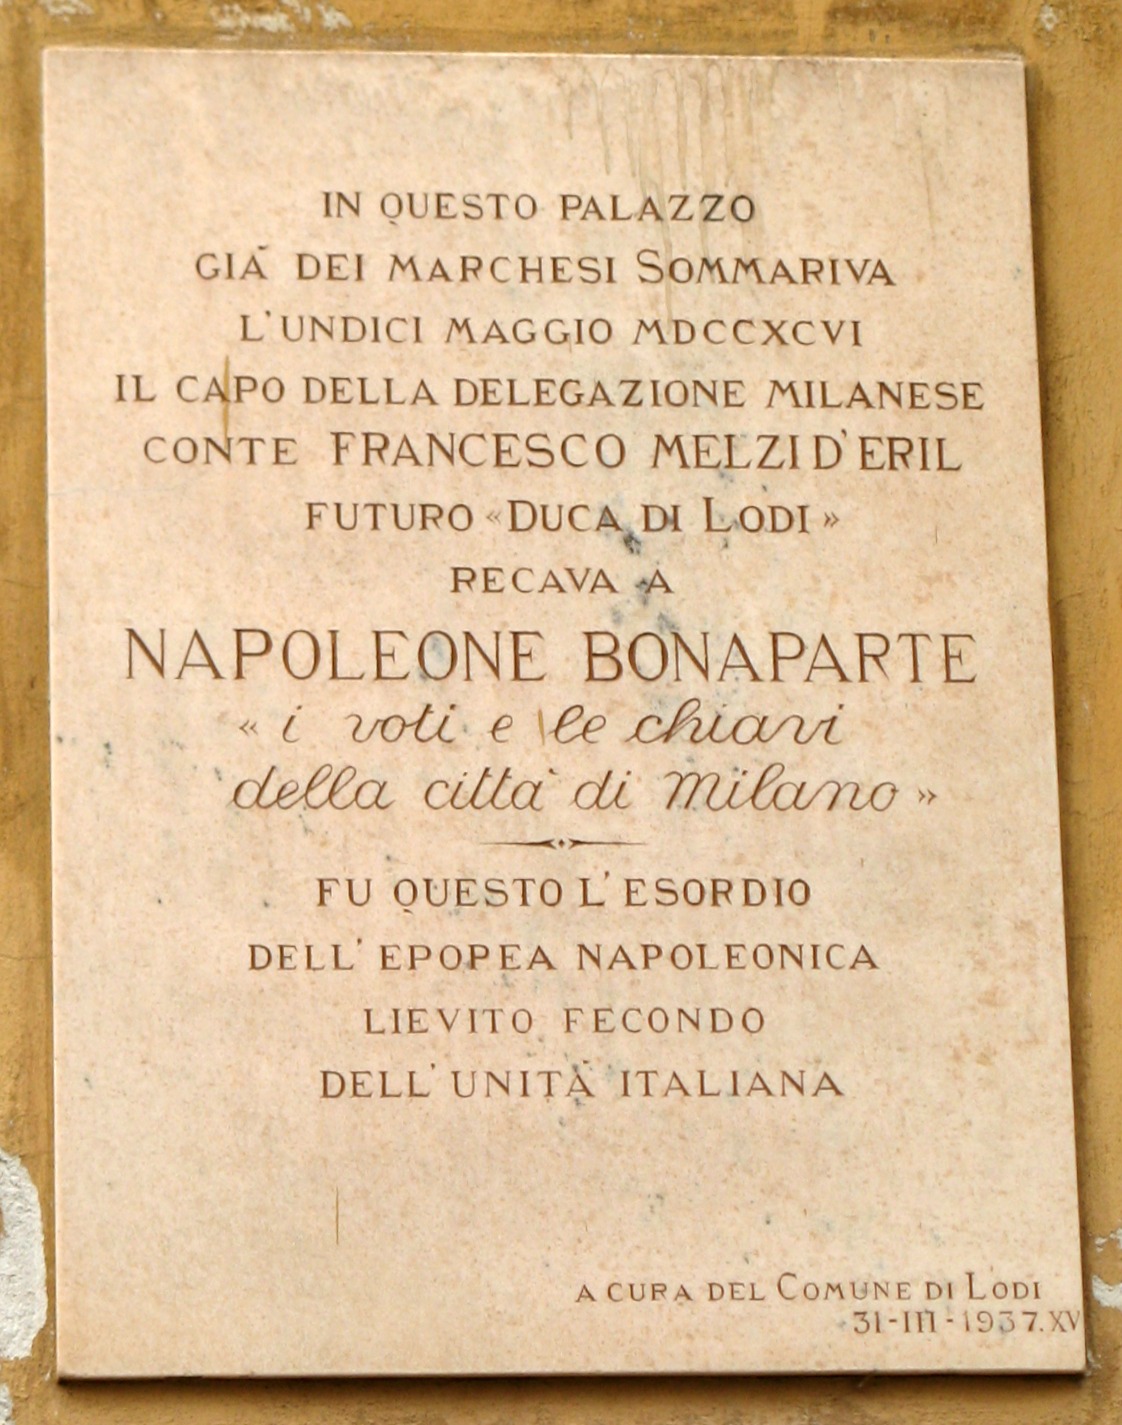 IN QUESTO PALAZZO
GIÀ DEI MARCHESI SOMMARIVA
L'UNDICI MAGGIO MDCCXCVI
IL CAPO DELLA DELEGAZIONE MILANESE
CONTE FRANCESCO MELZI D'ERIL
FUTURO «DUCA DI LODI»
RECAVA A
NAPOLEONE BONAPARTE
« i voti e le chiavi
della città di Milano »
FU QUESTO L'ESORDIO
DELL'EPOPEA NAPOLEONICA
LIEVITO FECONDO
DELL'UNITÀ ITALIANA
A CURA DEL COMUNE DI LODI
31-III-1937.XV